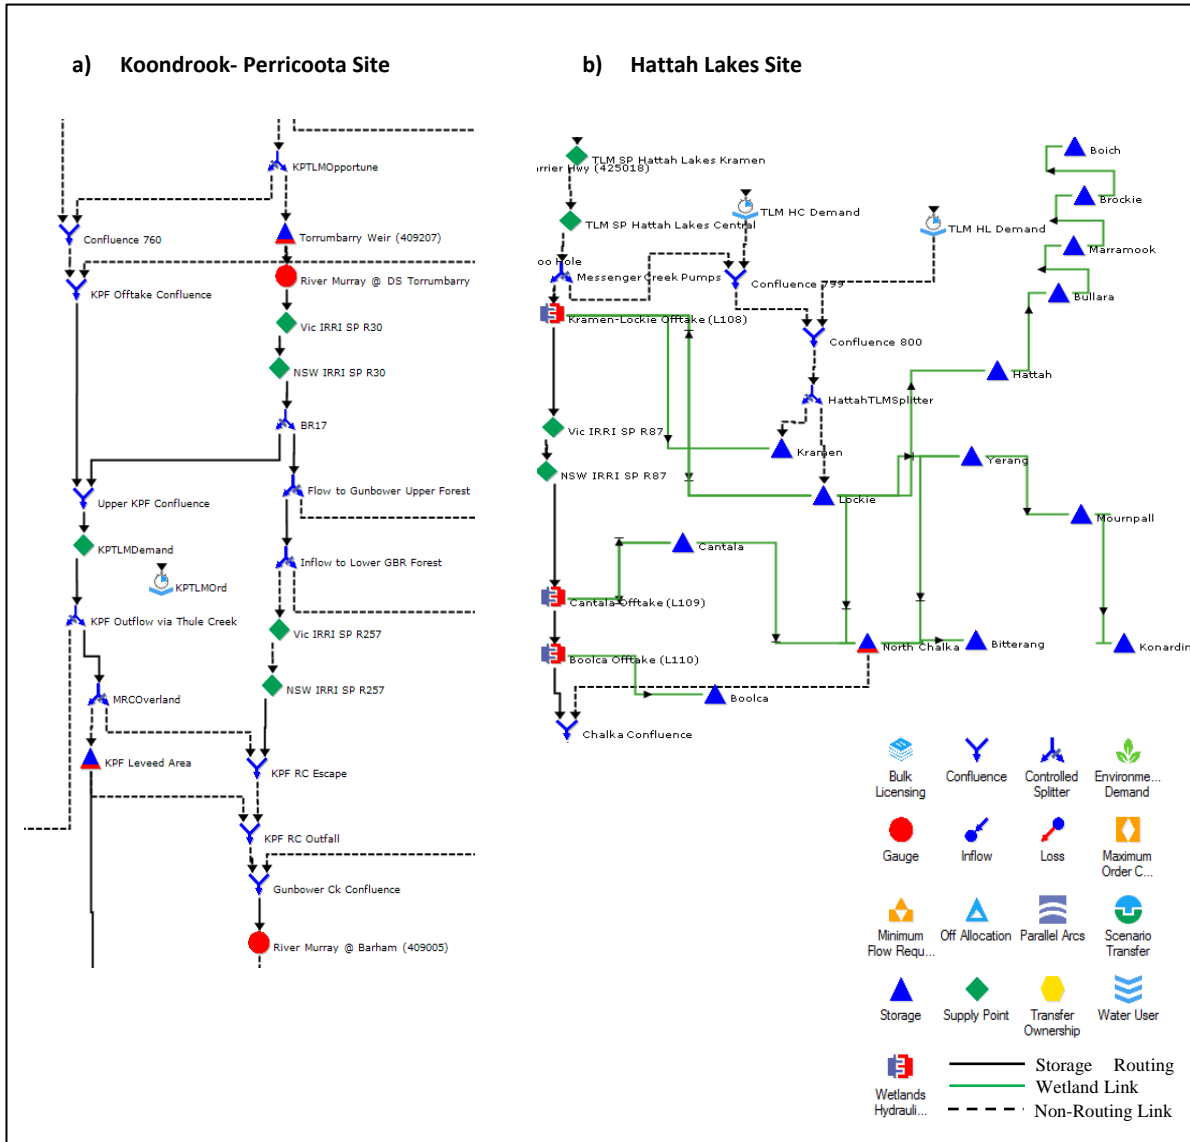 a) Koondrook- Perricoota Site
b) Hattah Lakes Site
KPTLMOpportune
Confluence 760
Torrumbarry Weir (409207)
KPF Offtake Confluence
River Murray @ DS Torrumbarry
Vic IRRI SP R30
NSW IRRI SP R30
BR17
Upper KPF Confluence
Flow to Gunbower Upper Forest
KPTLMDemand
Inflow to Lower GBR Forest
KPTLMOrd
KPF Outflow via Thule Creek
Vic IRRI SP R257
NSW IRRI SP R257
MRCOverland
KPF Leveed Area
KPF RC Escape
KPF RC Outfall
Gunbower Ck Confluence
River Murray @ Barham (409005)
TLM SP Hattah Lakes Kramen
rrier Hwy (425018)
TLM HC Demand
TLM SP Hattah Lakes Central
TLM HL Demand
oo Hole
Messenger Creek Pumps
Confluence 799
Kramen-Lockie Offtake (L108)
Confluence 800
HattahTLMSplitter
Vic IRRI SP R87
NSW IRRI SP R87
Kramen
Lockie
Boich
Brockie
Marramook
Bullara
Hattah
Yerang
Mournpall
Cantala
Cantala Offtake (L109)
North Chalka
Bitterang
Konardin
Boolca Offtake (L110)
Boolca
Chalka Confluence
Bulk
Licensing
Confluence
Controlled
Splitter
Environme...
Demand
Gauge
Inflow
Loss
Maximum
Order C...
Minimum
Flow Requ...
Off Allocation
Parallel Arcs
Scenario
Transfer
Storage
Supply Point
Transfer
Ownership
Water User
Wetlands
Hydrauli...
Storage Routing
Wetland Link
Non-Routing Link